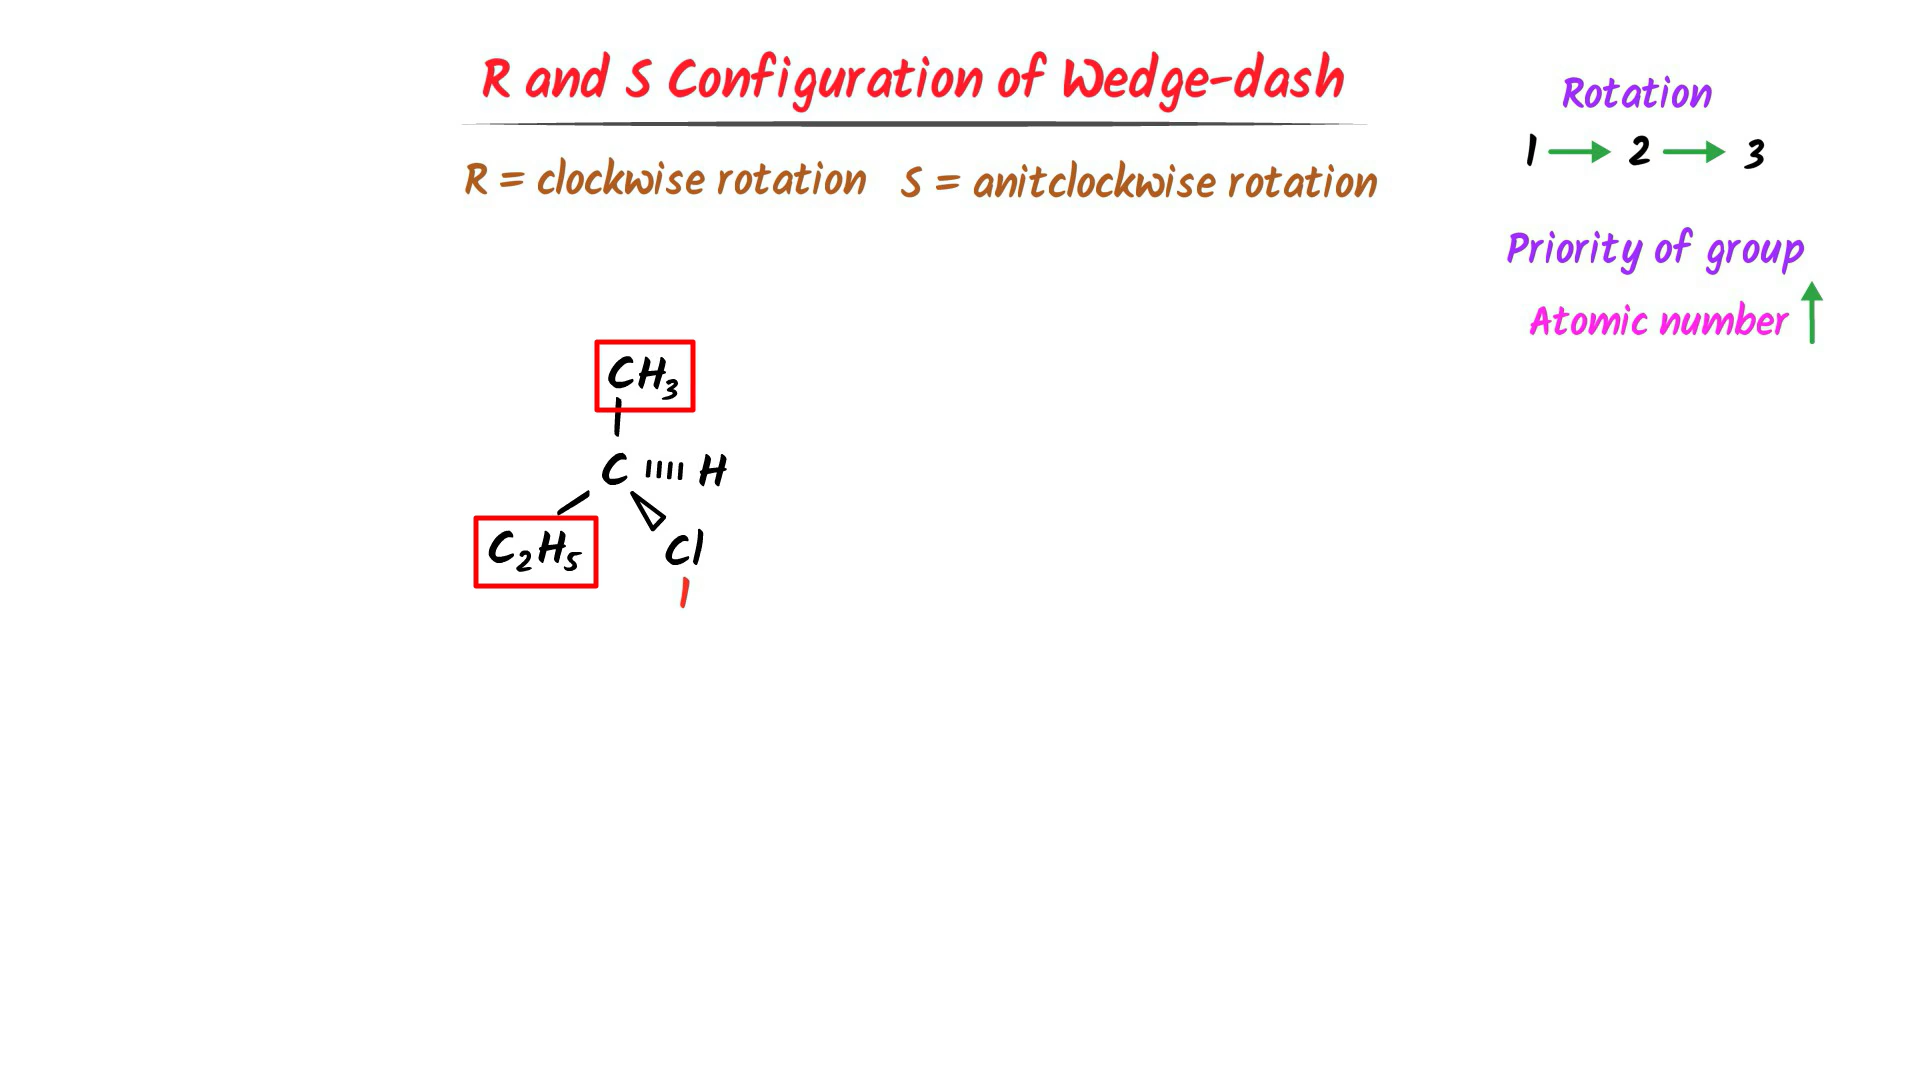 R and S Configuration of Wedge-dash
Rotation
R = clockwise rotation S = anitclockwise rotation
1 → 2 → 3
Priority of group
Atomic number ↑
CH₃
C H
C₂H₅ Cl
1